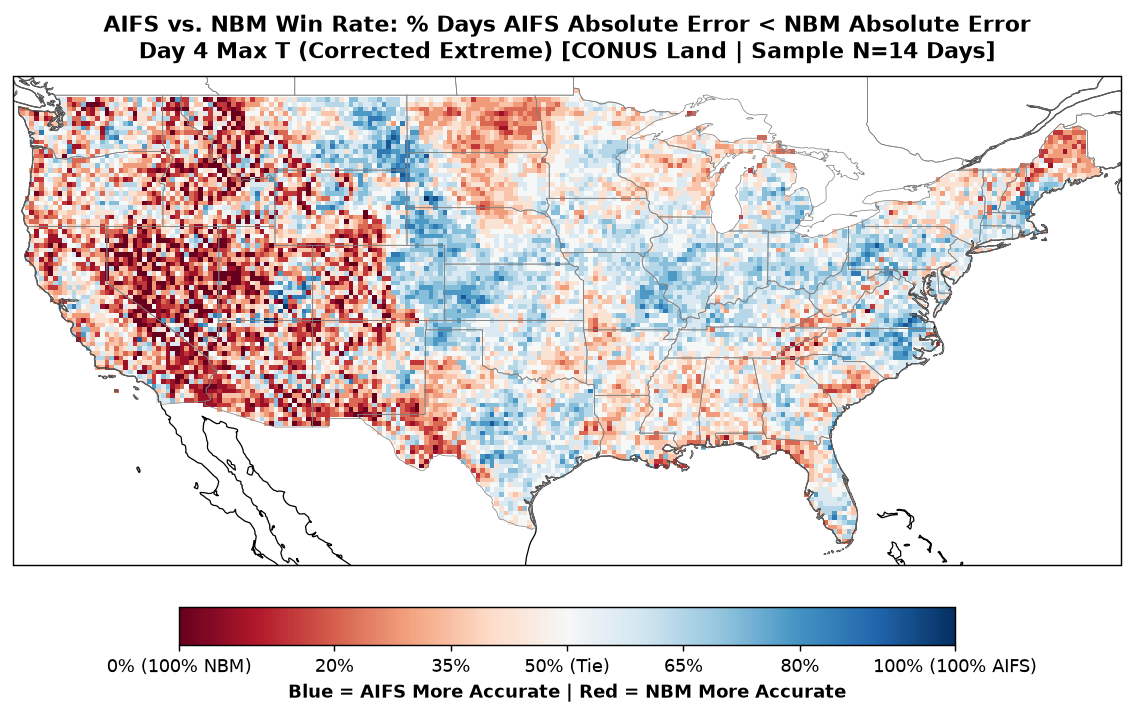 AIFS vs. NBM Win Rate: % Days AIFS Absolute Error < NBM Absolute Error
Day 4 Max T (Corrected Extreme) [CONUS Land | Sample N=14 Days]
0% (100% NBM) 20% 35% 50% (Tie) 65% 80% 100% (100% AIFS)
Blue = AIFS More Accurate | Red = NBM More Accurate